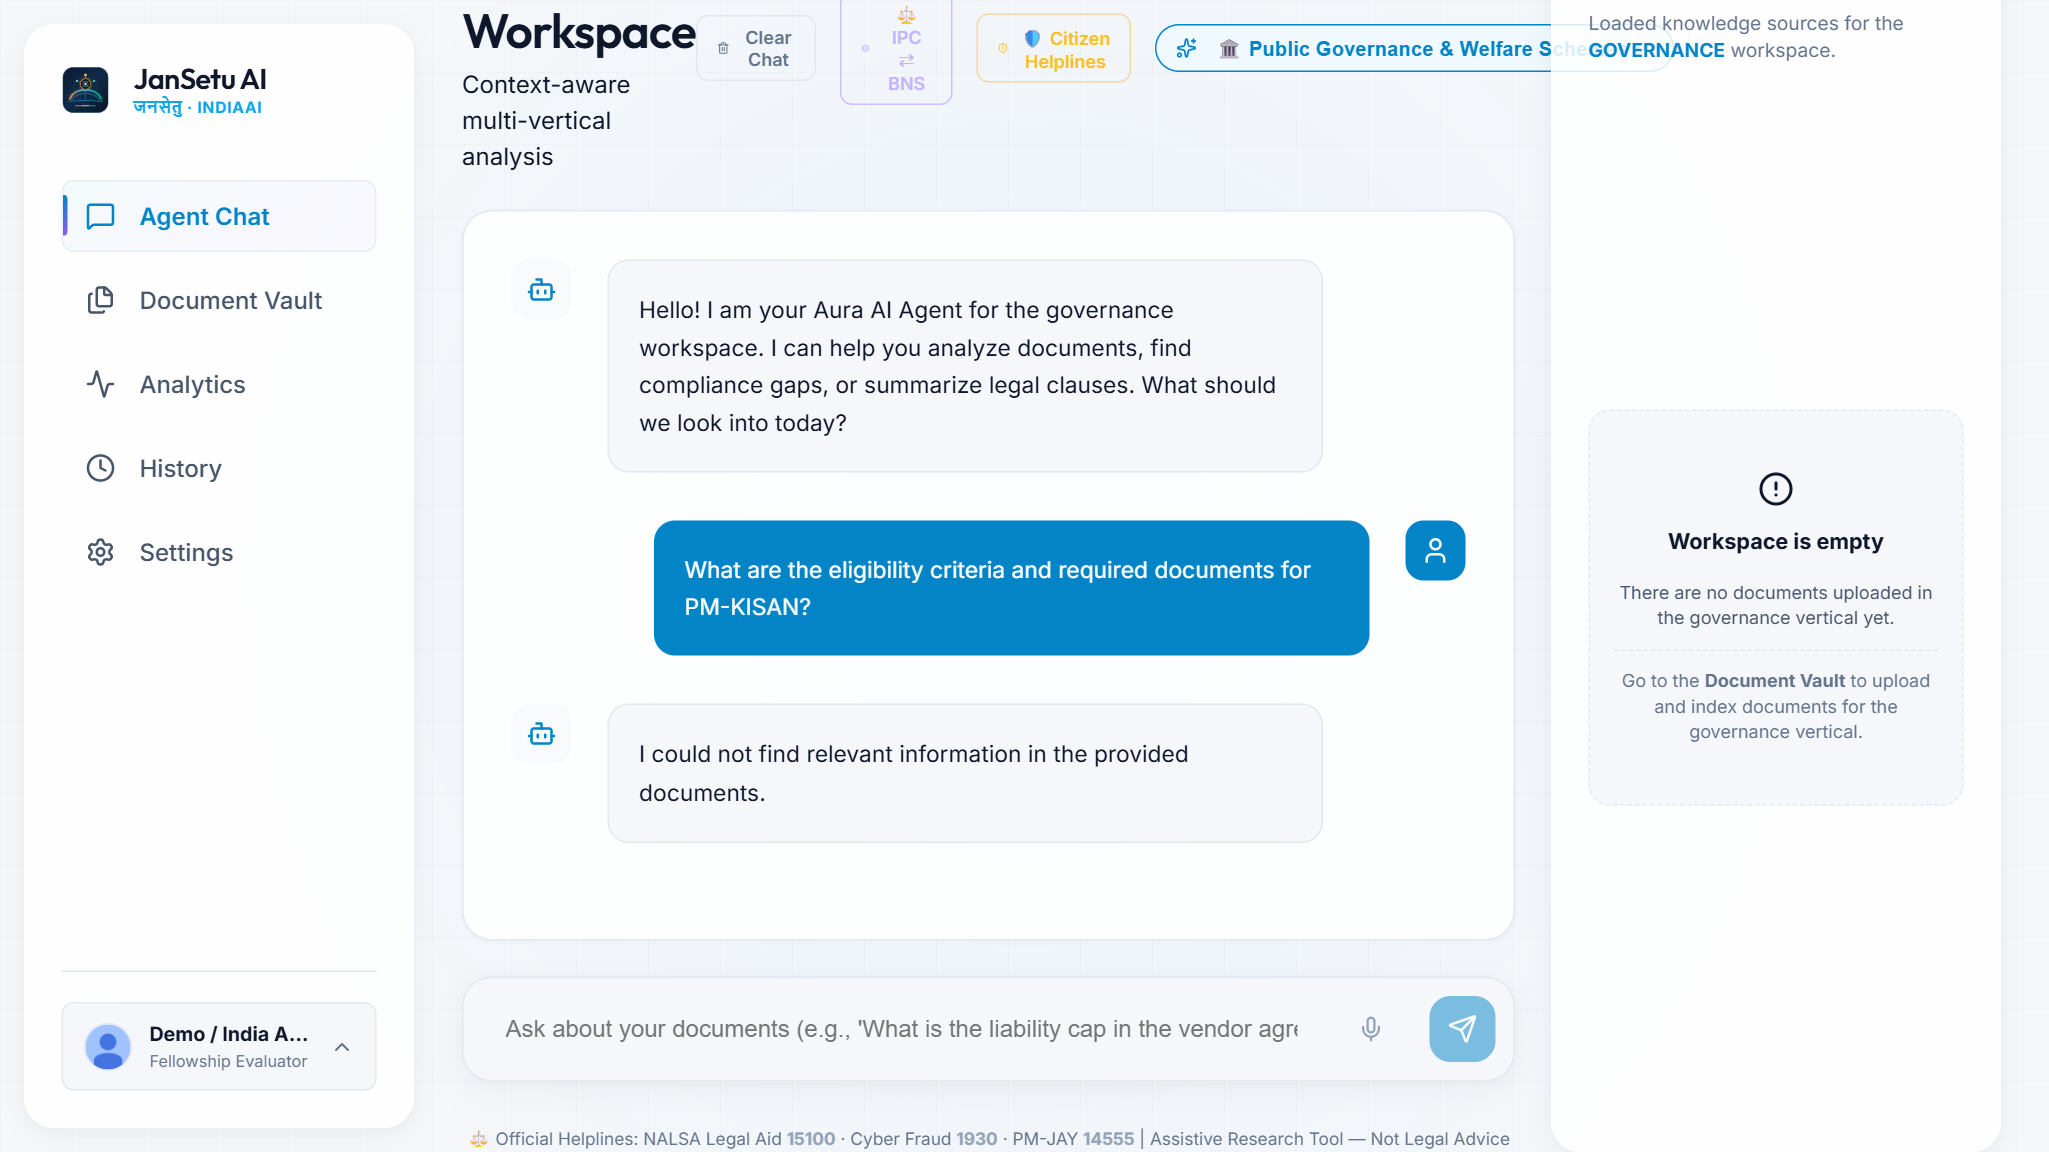 JanSetu AI
जनसेतु · INDIAAI
Agent Chat
Document Vault
Analytics
History
Settings
Demo / India A...
Fellowship Evaluator
Workspace
Context-aware
multi-vertical
analysis
Clear
Chat
IPC
⇄
BNS
Citizen
Helplines
Public Governance & Welfare Sche
Hello! I am your Aura AI Agent for the governance
workspace. I can help you analyze documents, find
compliance gaps, or summarize legal clauses. What should
we look into today?
What are the eligibility criteria and required documents for
PM-KISAN?
I could not find relevant information in the provided
documents.
Ask about your documents (e.g., 'What is the liability cap in the vendor agre
Official Helplines: NALSA Legal Aid 15100 · Cyber Fraud 1930 · PM-JAY 14555 | Assistive Research Tool — Not Legal Advice
Loaded knowledge sources for the
GOVERNANCE workspace.
Workspace is empty
There are no documents uploaded in
the governance vertical yet.
Go to the Document Vault to upload
and index documents for the
governance vertical.